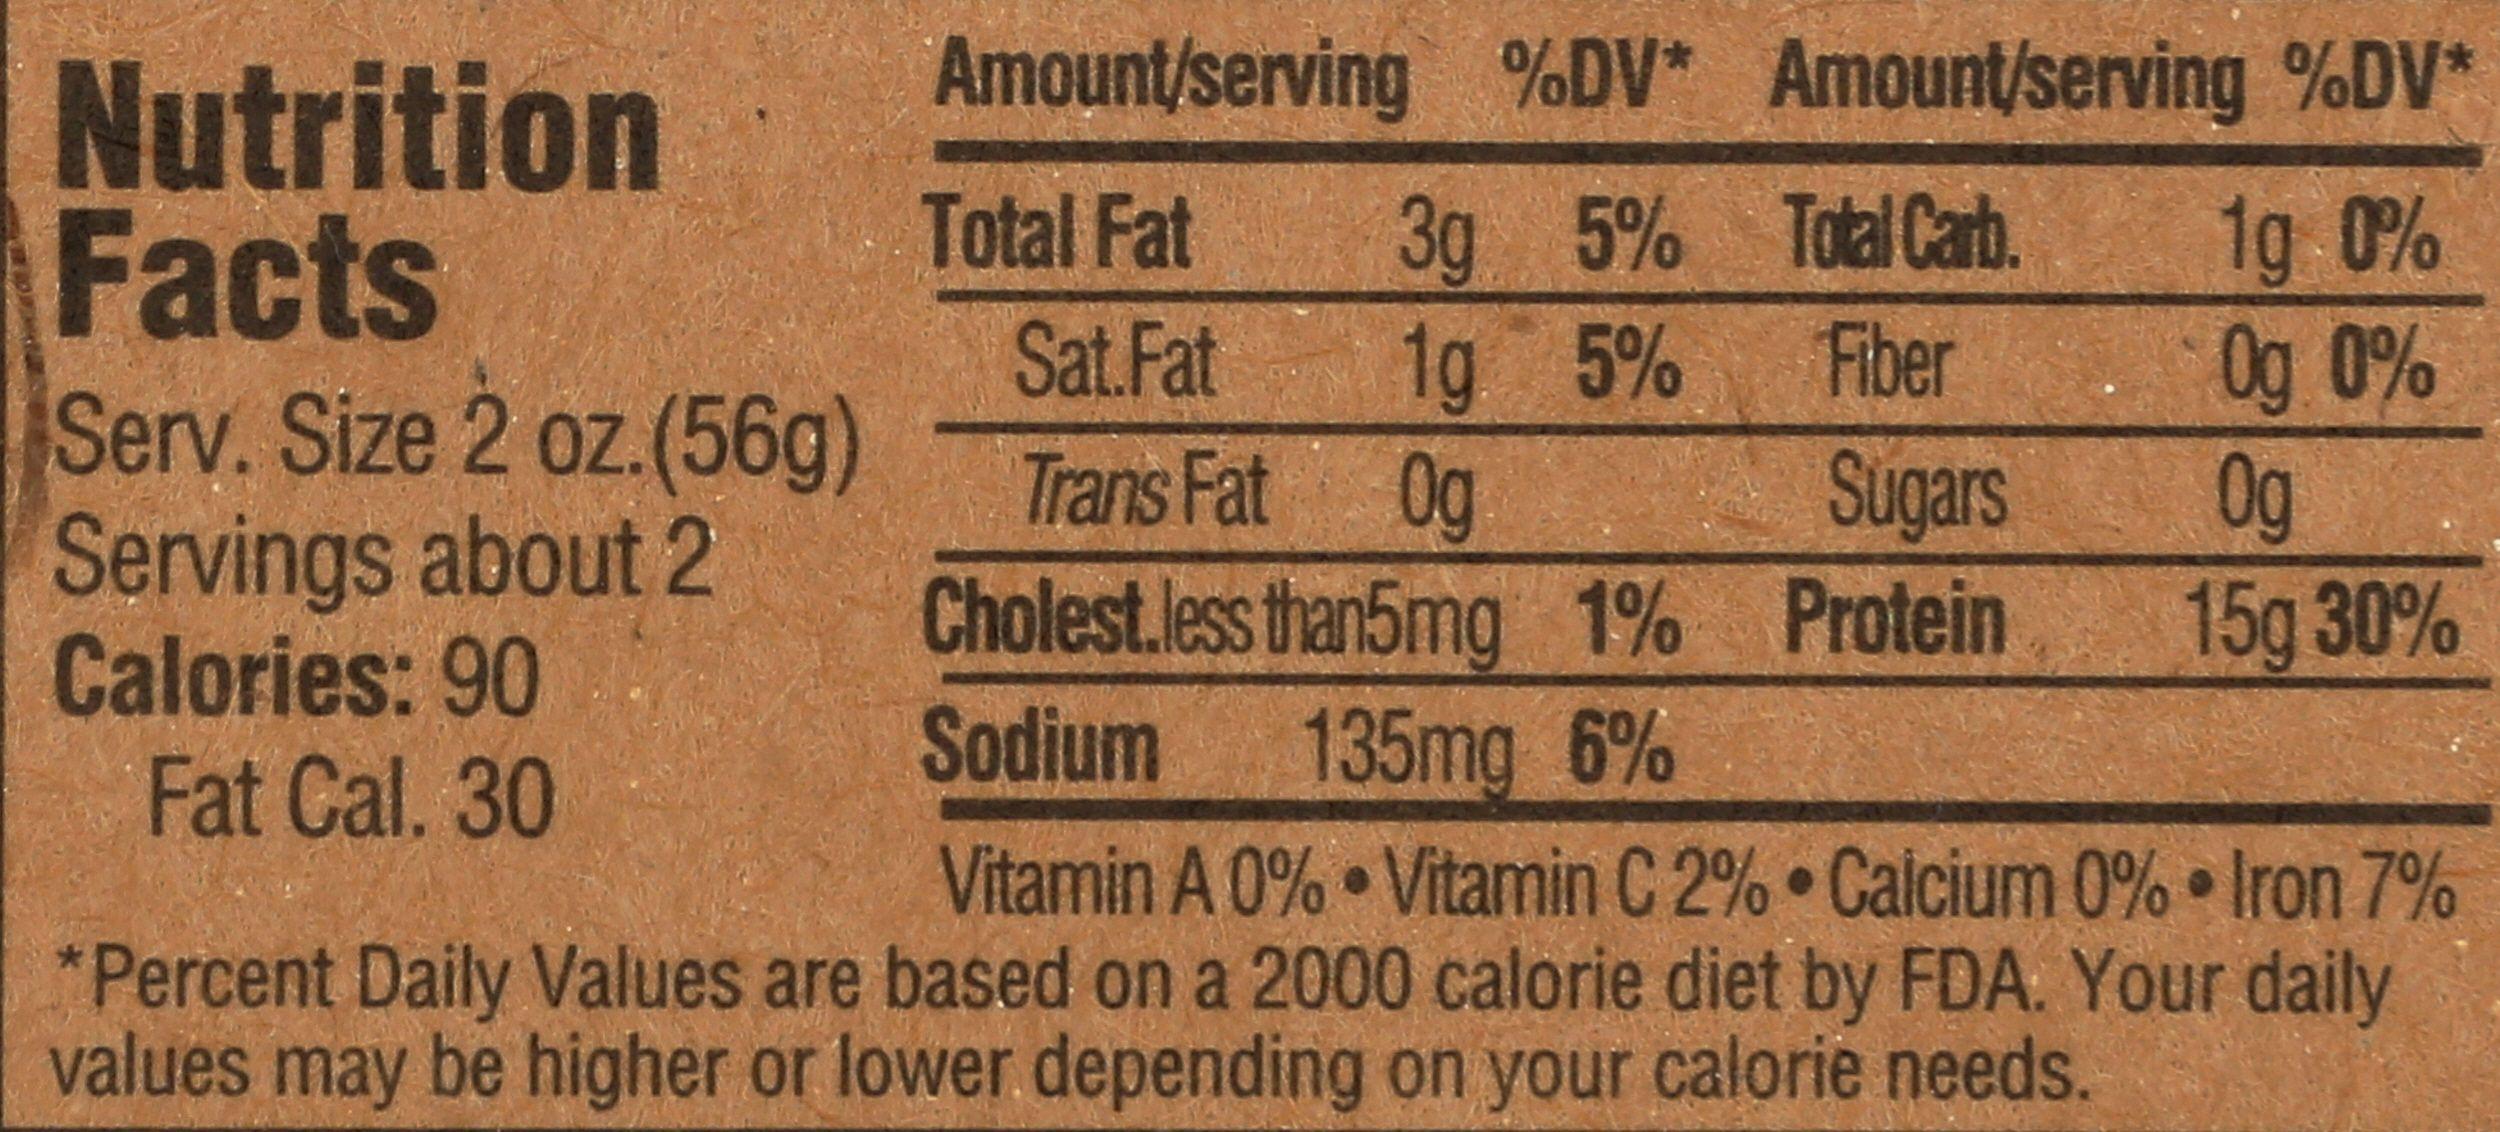 Nutrition
Facts
Serv. Size 2 oz.(56g)
Servings about 2
Calories: 90
Fat Cal. 30
Amount/serving %DV* Amount/serving %DV*
Total Fat 3g 5% Total Carb. 1g 0%
Sat.Fat 1g 5% Fiber 0g 0%
Trans Fat 0g Sugars 0g
Cholest.less than5mg 1% Protein 15g 30%
Sodium 135mg 6%
Vitamin A 0% • Vitamin C 2% • Calcium 0% • Iron 7%
*Percent Daily Values are based on a 2000 calorie diet by FDA. Your daily
values may be higher or lower depending on your calorie needs.